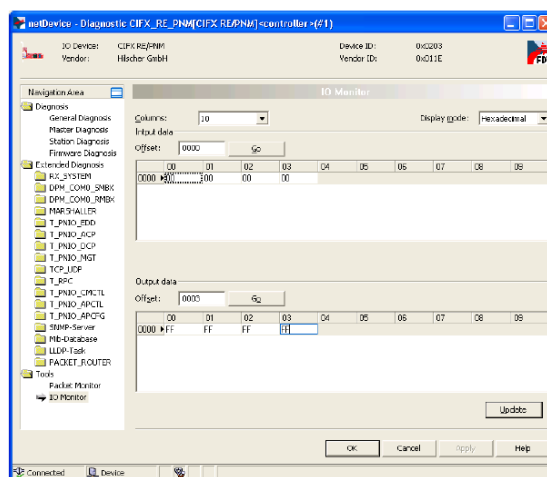 netDevice - Diagnostic CIFX_RE_PNM[CIFX RE/PNM]<controller>(#1)
IO Device: CIFX RE/PNM Device ID: 0x0203
Vendor: Hilscher GmbH Vendor ID: 0x011E
Navigation Area
IO Monitor
Diagnosis
General Diagnosis
Master Diagnosis
Station Diagnosis
Firmware Diagnosis
Extended Diagnosis
RX_SYSTEM
DPM_COM0_SMBX
DPM_COM0_RMBX
MARSHALLER
T_PNIO_EDD
T_PNIO_ACP
T_PNIO_DCP
T_PNIO_MGT
TCP_UDP
T_RPC
T_PNIO_CMCTL
T_PNIO_APCTL
T_PNIO_APCFG
SNMP-Server
Mib-Database
LLDP-Task
PACKET_ROUTER
Tools
Packet Monitor
IO Monitor
Columns: 10 Display mode: Hexadecimal
Intput data
Offset: 0000 Go
00 01 02 03 04 05 06 07 08 09
0000 00 00 00 00
Output data
Offset: 0003 Go
00 01 02 03 04 05 06 07 08 09
0000 FF FF FF FF
Update
OK Cancel Apply Help
Connected Device